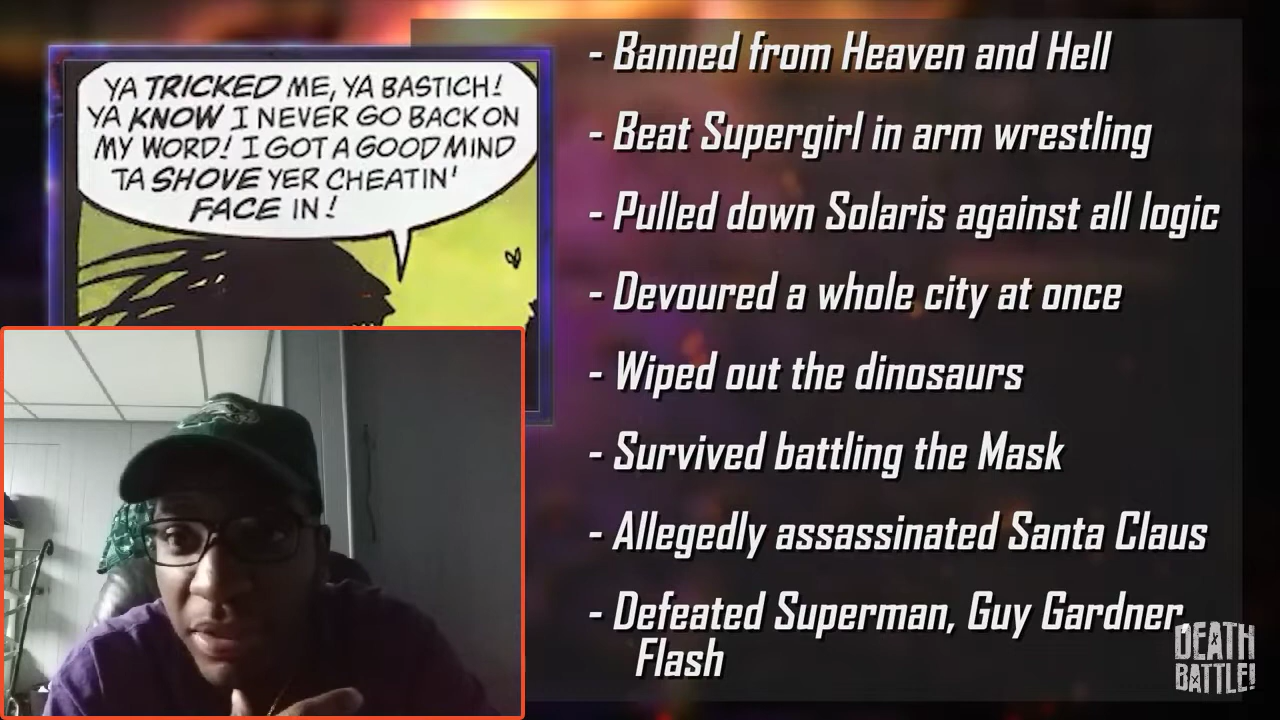 YA TRICKED ME, YA BASTICH!
YA KNOW I NEVER GO BACK ON
MY WORD! I GOT A GOOD MIND
TA SHOVE YER CHEATIN'
FACE IN!
- Banned from Heaven and Hell
- Beat Supergirl in arm wrestling
- Pulled down Solaris against all logic
- Devoured a whole city at once
- Wiped out the dinosaurs
- Survived battling the Mask
- Allegedly assassinated Santa Claus
- Defeated Superman, Guy Gardner,
Flash
DEATH
BATTLE!